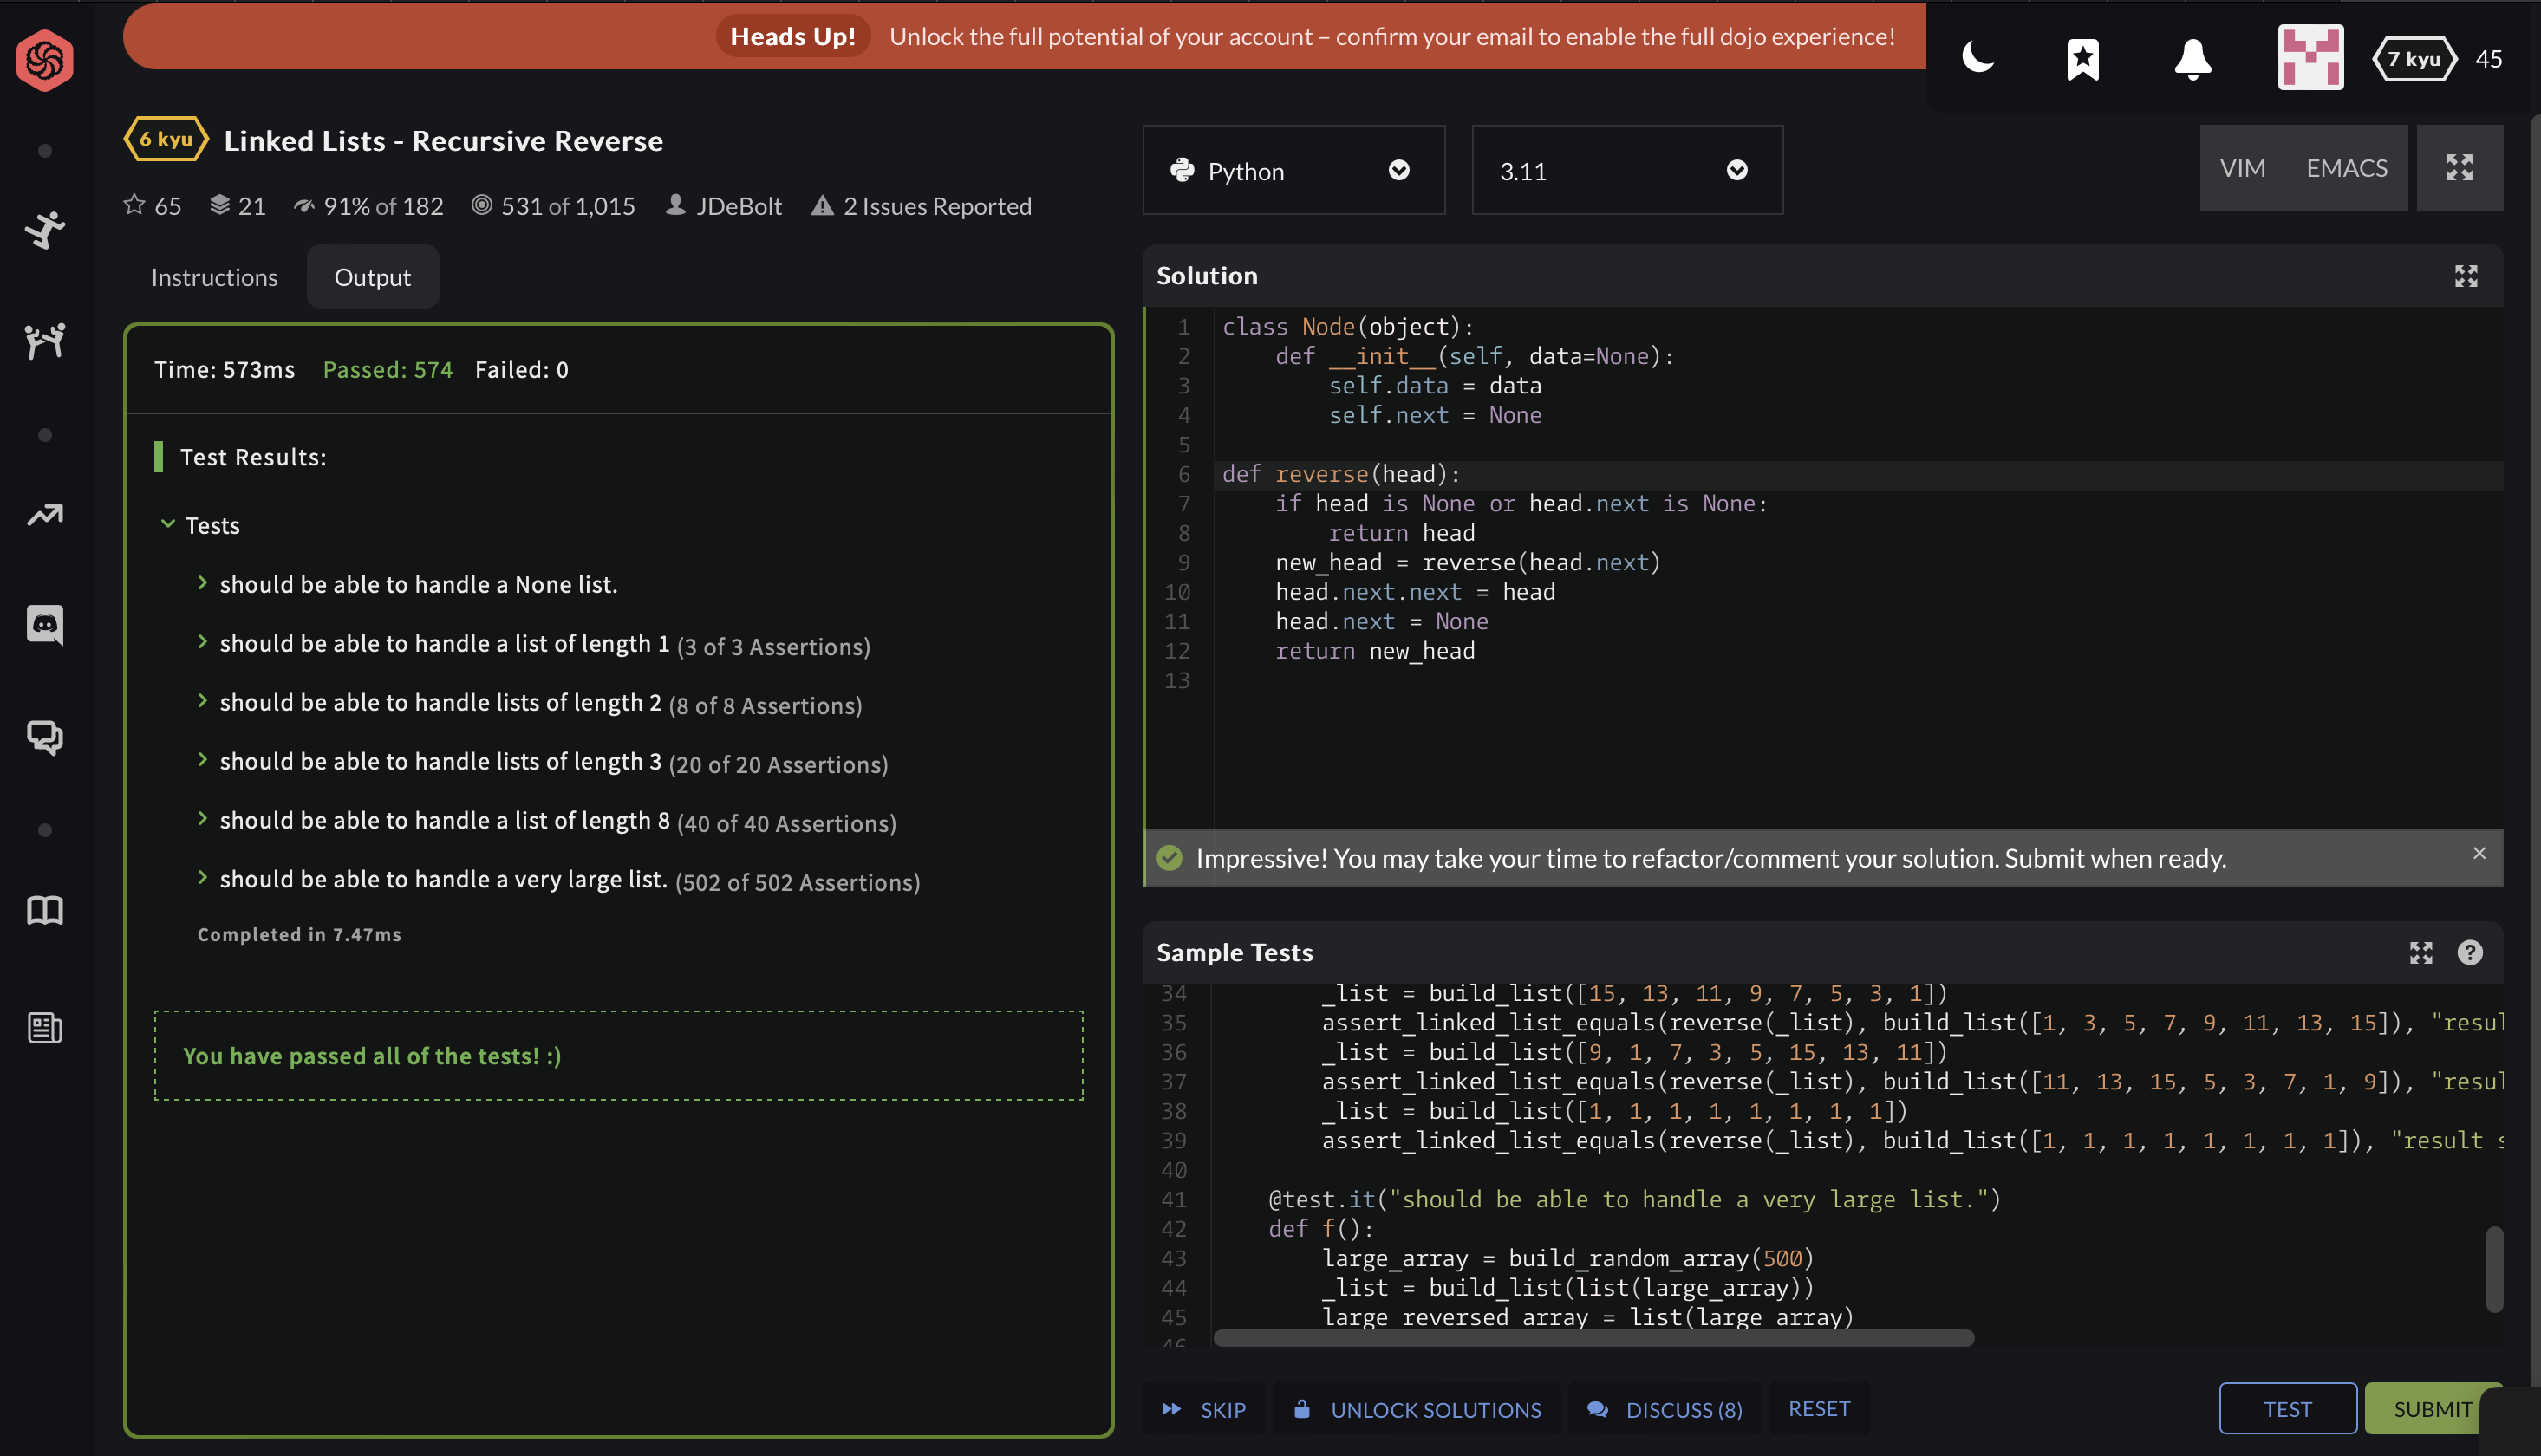 Heads Up! Unlock the full potential of your account – confirm your email to enable the full dojo experience!
7 kyu 45
6 kyu Linked Lists - Recursive Reverse
65 21 91% of 182 531 of 1,015 JDeBolt 2 Issues Reported
Instructions Output
Time: 573ms Passed: 574 Failed: 0
Test Results:
Tests
should be able to handle a None list.
should be able to handle a list of length 1 (3 of 3 Assertions)
should be able to handle lists of length 2 (8 of 8 Assertions)
should be able to handle lists of length 3 (20 of 20 Assertions)
should be able to handle a list of length 8 (40 of 40 Assertions)
should be able to handle a very large list. (502 of 502 Assertions)
Completed in 7.47ms
You have passed all of the tests! :)
Python 3.11 VIM EMACS
Solution
1 class Node(object):
2 def __init__(self, data=None):
3 self.data = data
4 self.next = None
5
6 def reverse(head):
7 if head is None or head.next is None:
8 return head
9 new_head = reverse(head.next)
10 head.next.next = head
11 head.next = None
12 return new_head
13
Impressive! You may take your time to refactor/comment your solution. Submit when ready.
Sample Tests
34 _list = build_list([15, 13, 11, 9, 7, 5, 3, 1])
35 assert_linked_list_equals(reverse(_list), build_list([1, 3, 5, 7, 9, 11, 13, 15]), "resul
36 _list = build_list([9, 1, 7, 3, 5, 15, 13, 11])
37 assert_linked_list_equals(reverse(_list), build_list([11, 13, 15, 5, 3, 7, 1, 9]), "resul
38 _list = build_list([1, 1, 1, 1, 1, 1, 1, 1])
39 assert_linked_list_equals(reverse(_list), build_list([1, 1, 1, 1, 1, 1, 1, 1]), "result s
40
41 @test.it("should be able to handle a very large list.")
42 def f():
43 large_array = build_random_array(500)
44 _list = build_list(list(large_array))
45 large_reversed_array = list(large_array)
46
SKIP UNLOCK SOLUTIONS DISCUSS (8) RESET TEST SUBMIT